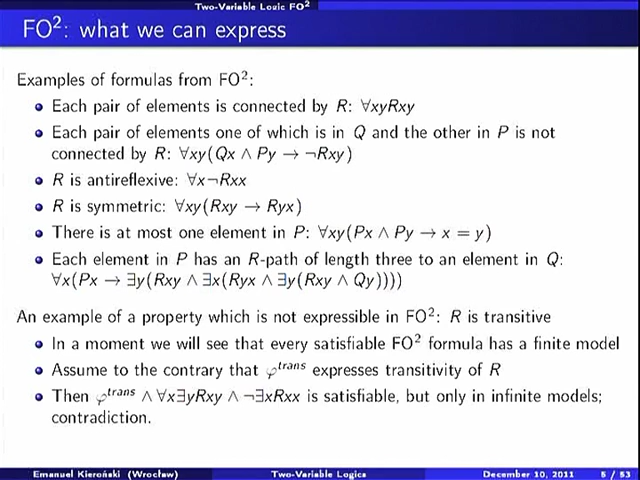 Two-Variable Logic FO²
FO²: what we can express
Examples of formulas from FO²:
• Each pair of elements is connected by R: ∀xyRxy
• Each pair of elements one of which is in Q and the other in P is not
connected by R: ∀xy(Qx ∧ Py → ¬Rxy)
• R is antireflexive: ∀x¬Rxx
• R is symmetric: ∀xy(Rxy → Ryx)
• There is at most one element in P: ∀xy(Px ∧ Py → x = y)
• Each element in P has an R-path of length three to an element in Q:
∀x(Px → ∃y(Rxy ∧ ∃x(Ryx ∧ ∃y(Rxy ∧ Qy))))
An example of a property which is not expressible in FO²: R is transitive
• In a moment we will see that every satisfiable FO² formula has a finite model
• Assume to the contrary that φᵗʳᵃⁿˢ expresses transitivity of R
• Then φᵗʳᵃⁿˢ ∧ ∀x∃yRxy ∧ ¬∃xRxx is satisfiable, but only in infinite models;
contradiction.
Emanuel Kieroński (Wrocław) Two-Variable Logics December 10, 2011 5 / 53